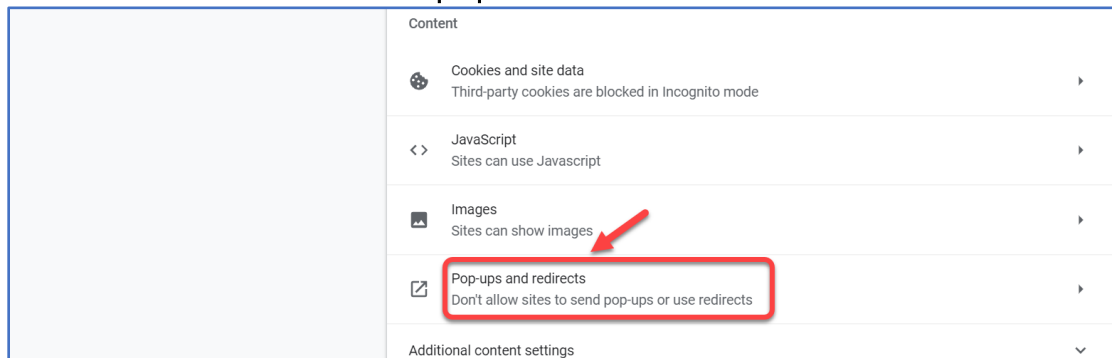 Content
Cookies and site data
Third-party cookies are blocked in Incognito mode
JavaScript
Sites can use Javascript
Images
Sites can show images
Pop-ups and redirects
Don't allow sites to send pop-ups or use redirects
Additional content settings